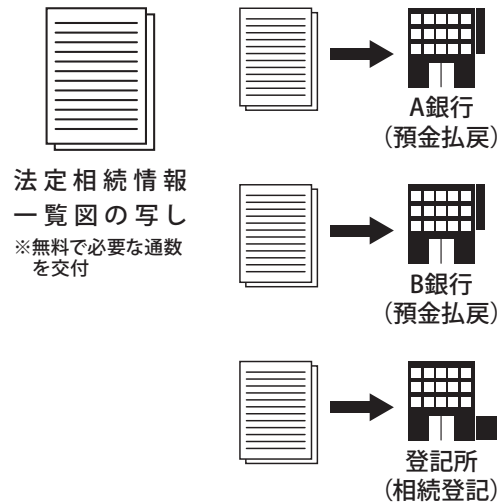 法定相続情報
一覧図の写し
※無料で必要な通数
を交付
A銀行
（預金払戻）
B銀行
（預金払戻）
登記所
（相続登記）